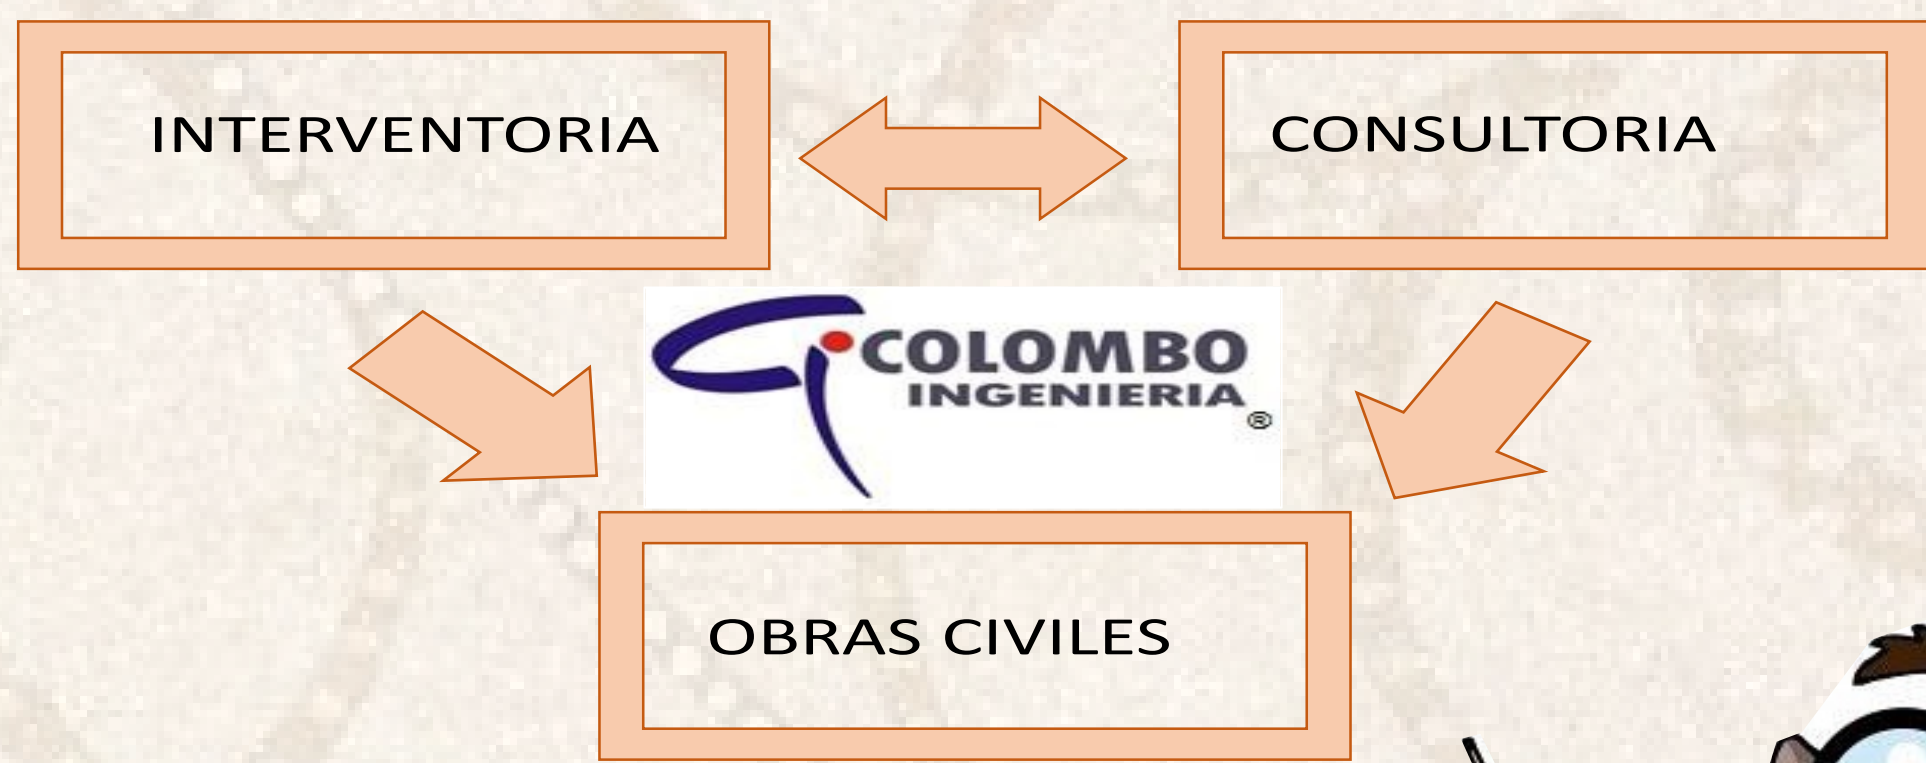 INTERVENTORIA
CONSULTORIA
COLOMBO
INGENIERIA
®
OBRAS CIVILES